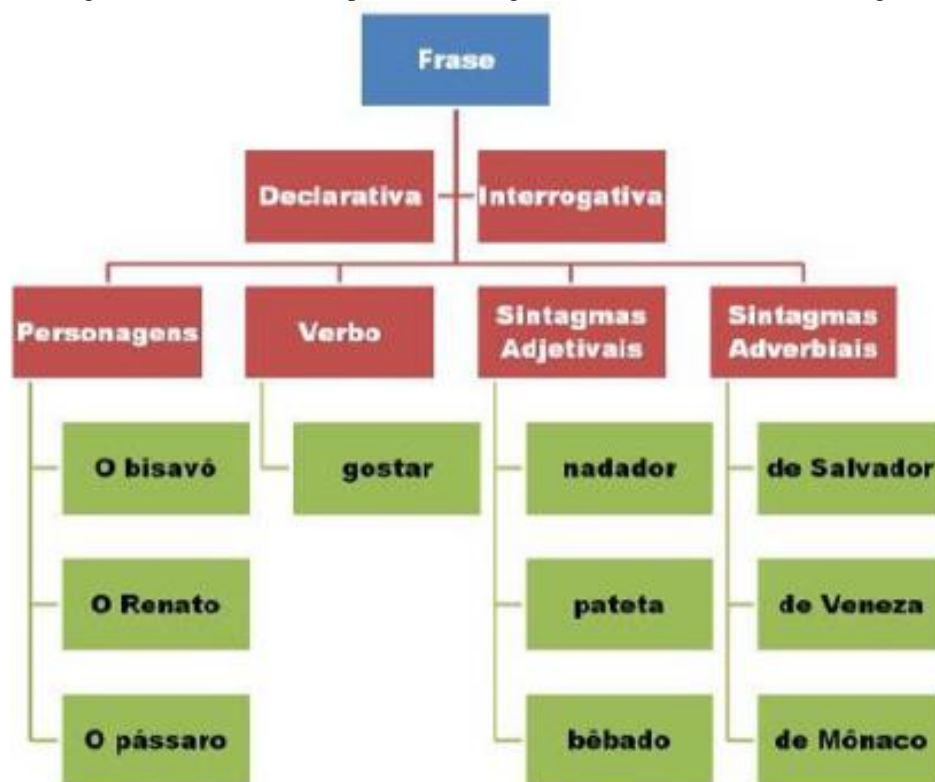 Frase
Declarativa
Interrogativa
Personagens
Verbo
Sintagmas
Adjetivais
Sintagmas
Adverbiais
O bisavô
gostar
nadador
de Salvador
O Renato
pateta
de Veneza
O pássaro
bêbado
de Mônaco